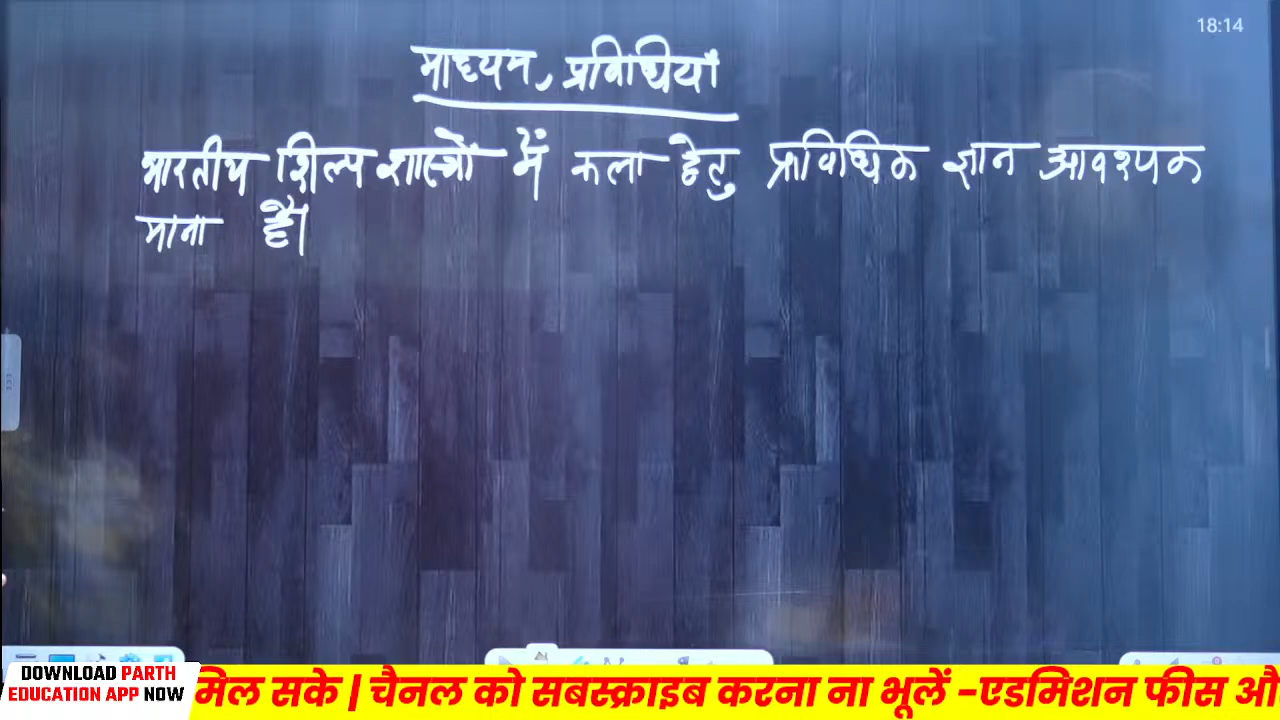 18:14
माध्यम, प्रविधियाँ
भारतीय शिल्प शास्त्रों में कला हेतु प्राविधिक ज्ञान आवश्यक
माना है।
DOWNLOAD PARTH
EDUCATION APP NOW
मिल सके | चैनल को सबस्क्राइब करना ना भूलें -एडमिशन फीस औ